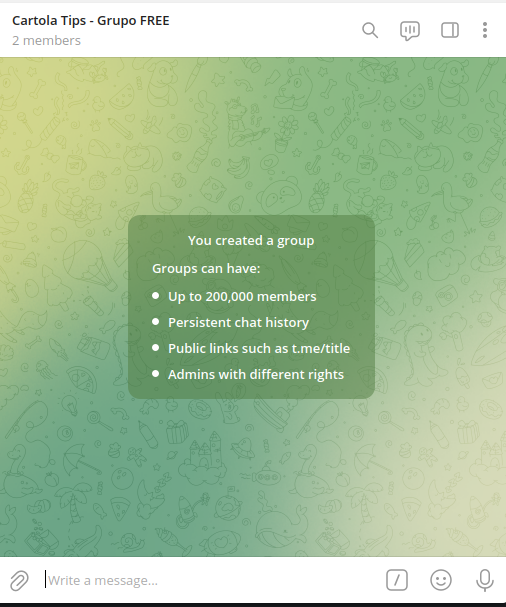 Cartola Tips - Grupo FREE
2 members
You created a group
Groups can have:
Up to 200,000 members
Persistent chat history
Public links such as t.me/title
Admins with different rights
Write a message...